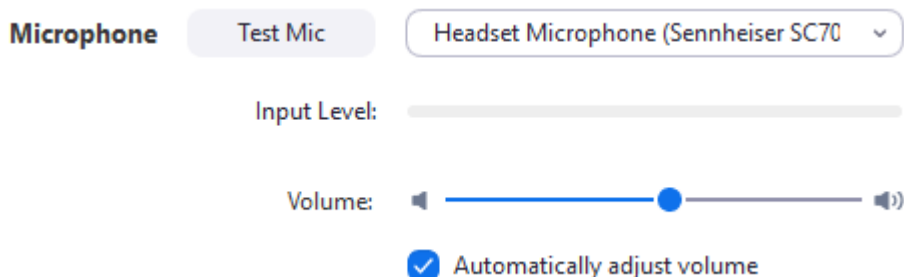 Microphone Test Mic Headset Microphone (Sennheiser SC70
Input Level:
Volume:
Automatically adjust volume